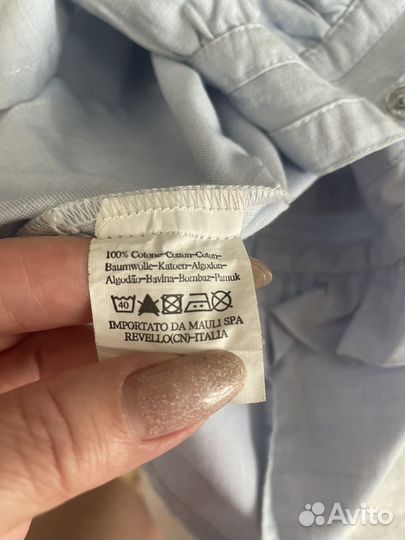 100% Cotone-Cotton-Coton-
Baumwolle-Katoen-Algodon-
Algodão-Bavina-Bombaz-Pamuk
40
IMPORTATO DA MAULI SPA
REVELLO(CN)-ITALIA
Avito